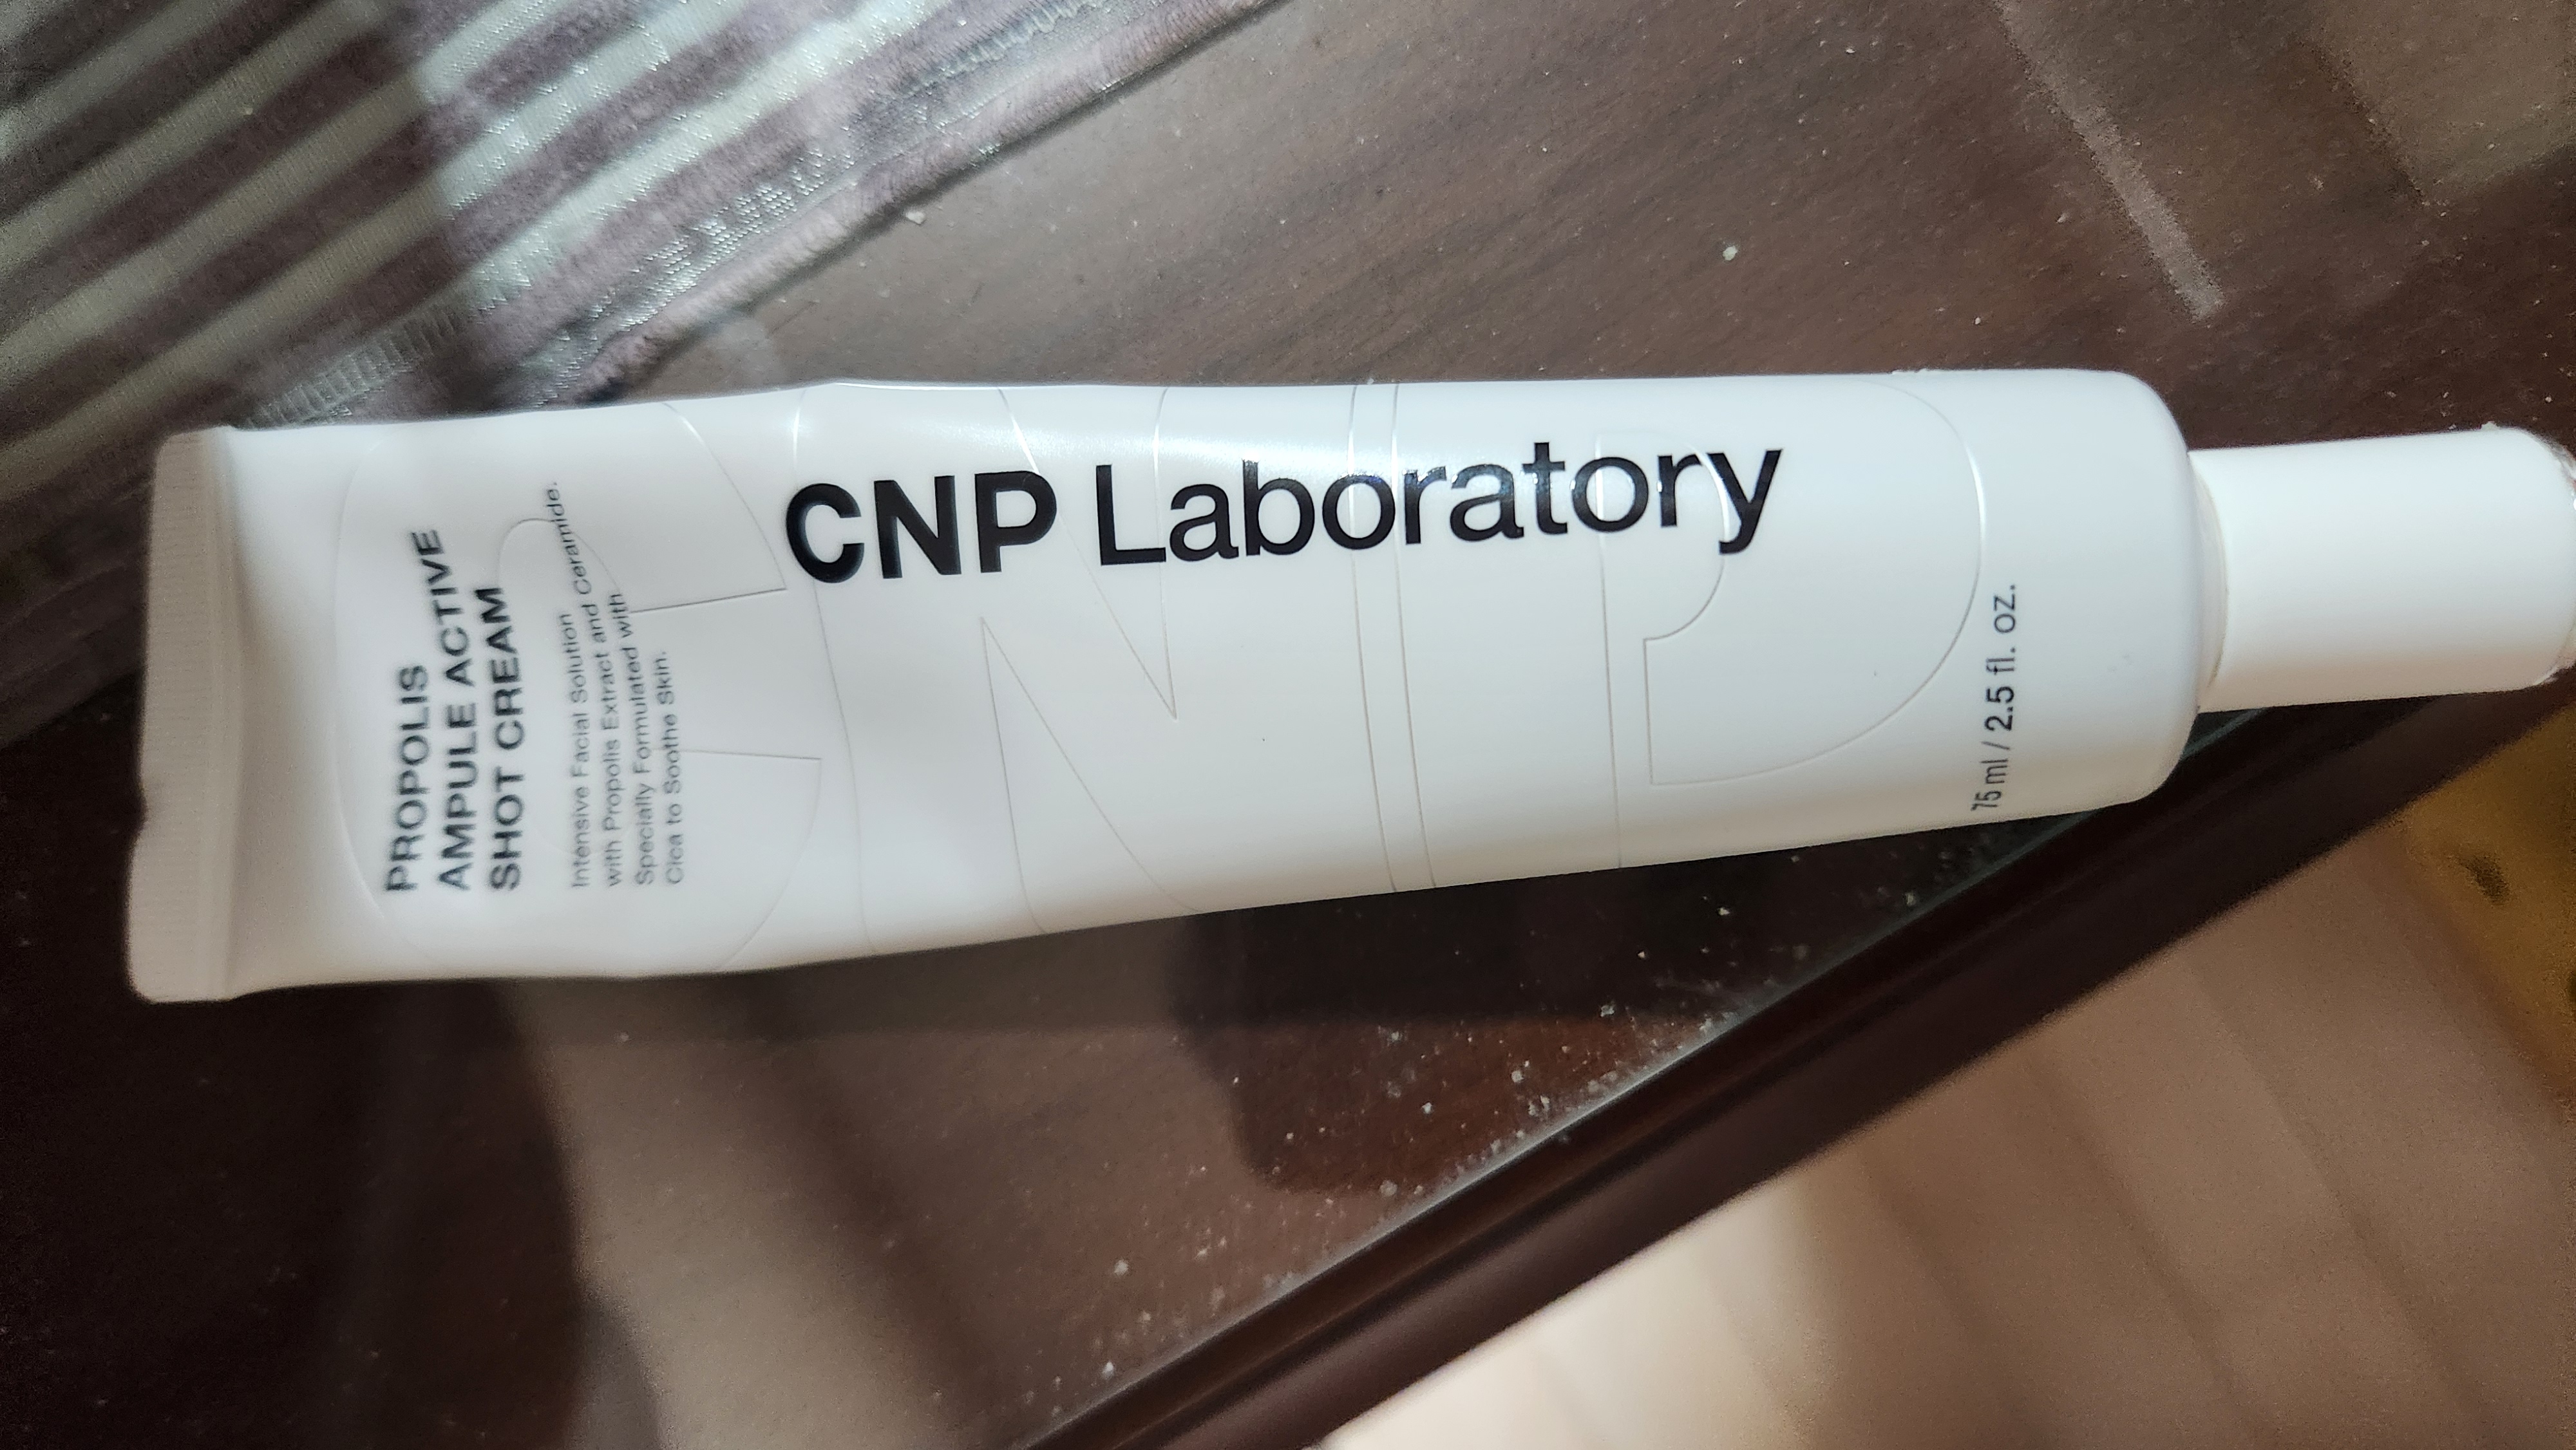 CNP Laboratory
PROPOLIS
AMPULE ACTIVE
SHOT CREAM
Intensive Facial Solution
with Propolis Extract and Ceramide.
Specially Formulated with
Cica to Soothe Skin.
75 ml / 2.5 fl. oz.
CNP